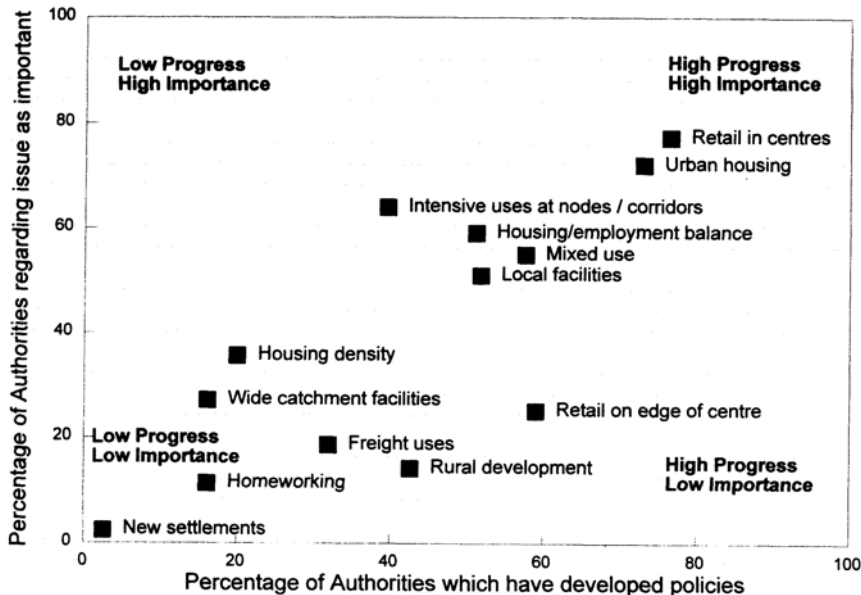 Percentage of Authorities regarding issue as important
100
80
60
40
20
0
Low Progress
High Importance
High Progress
High Importance
Retail in centres
Urban housing
Intensive uses at nodes / corridors
Housing/employment balance
Mixed use
Local facilities
Housing density
Wide catchment facilities
Retail on edge of centre
Low Progress
Low Importance
Freight uses
Rural development
High Progress
Low Importance
Homeworking
New settlements
0
20
40
60
80
100
Percentage of Authorities which have developed policies